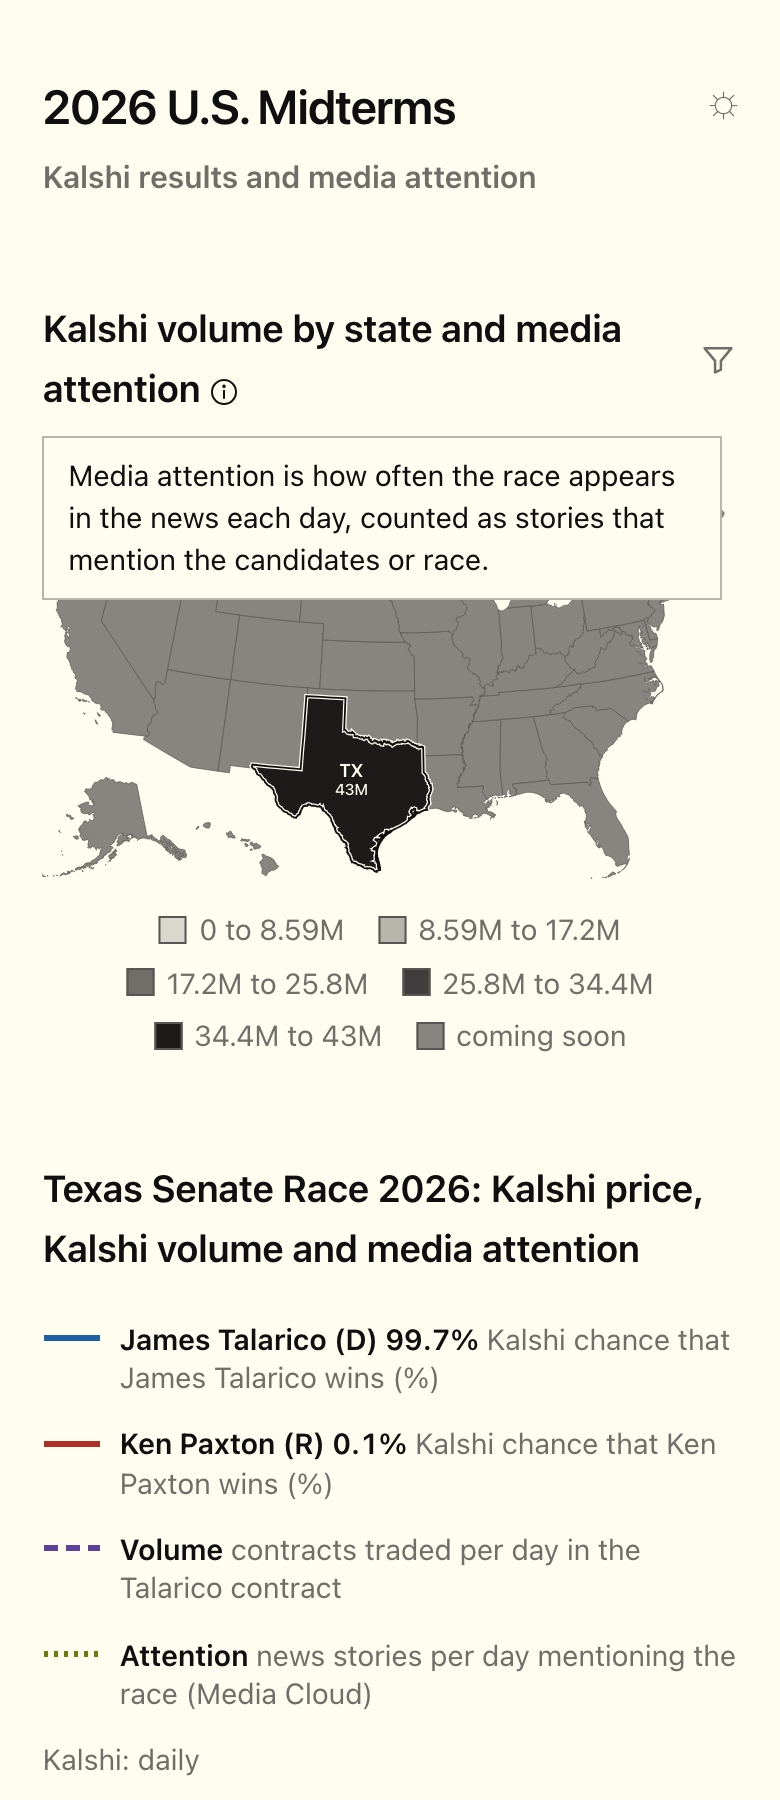 2026 U.S. Midterms
Kalshi results and media attention
Kalshi volume by state and media
attention
Media attention is how often the race appears
in the news each day, counted as stories that
mention the candidates or race.
TX
43M
0 to 8.59M
8.59M to 17.2M
17.2M to 25.8M
25.8M to 34.4M
34.4M to 43M
coming soon
Texas Senate Race 2026: Kalshi price,
Kalshi volume and media attention
James Talarico (D) 99.7% Kalshi chance that
James Talarico wins (%)
Ken Paxton (R) 0.1% Kalshi chance that Ken
Paxton wins (%)
Volume contracts traded per day in the
Talarico contract
Attention news stories per day mentioning the
race (Media Cloud)
Kalshi: daily